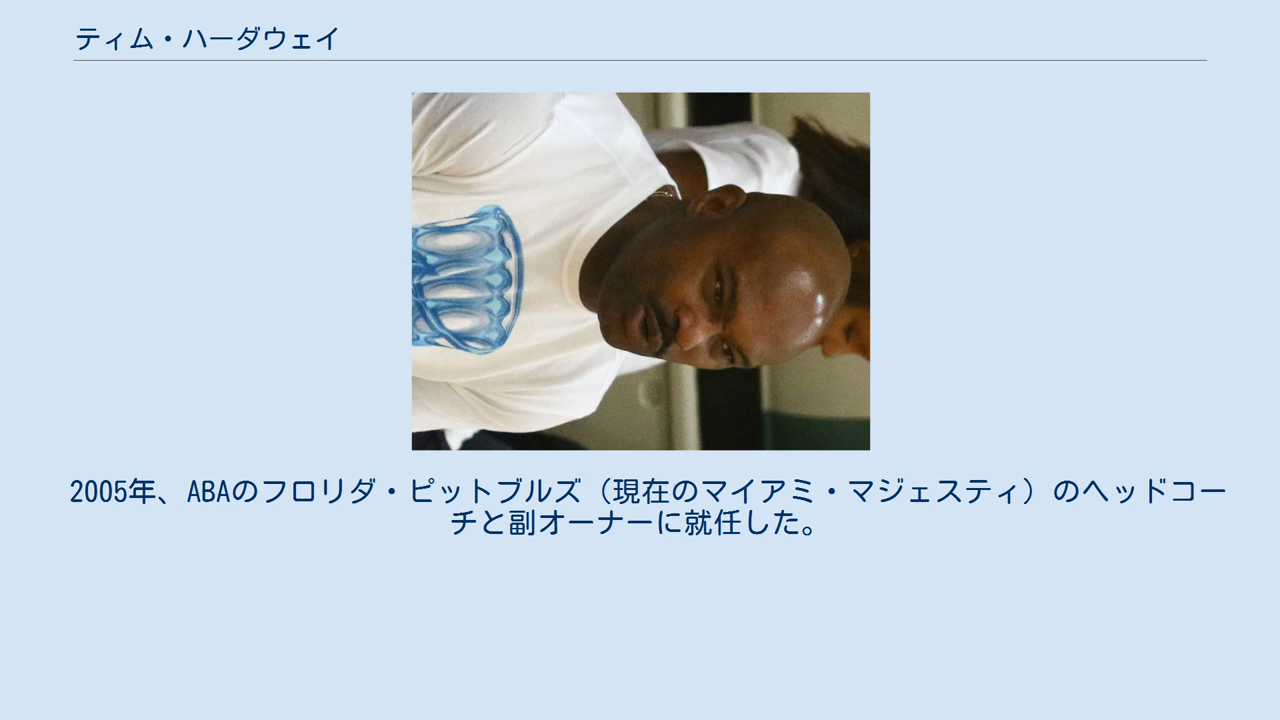 ティム・ハーダウェイ
2005年、ABAのフロリダ・ピットブルズ（現在のマイアミ・マジェスティ）のヘッドコー
チと副オーナーに就任した。